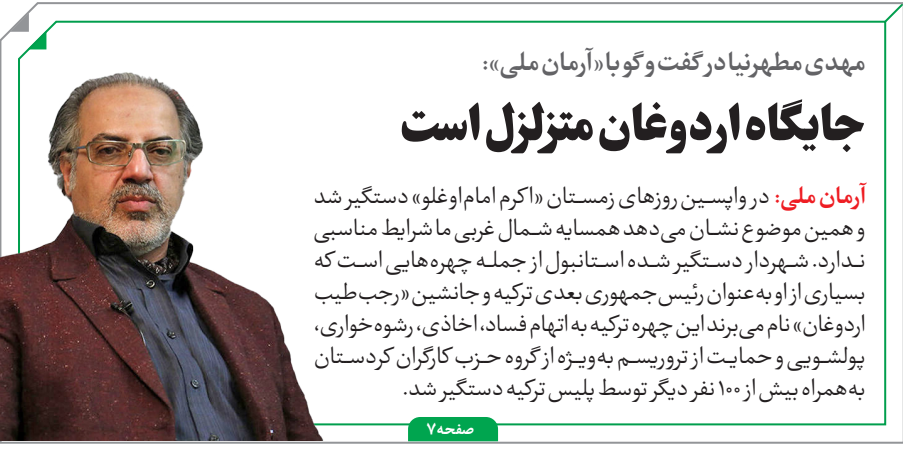 مهدی مطهرنیا در گفت و گو با «آرمان ملی»:
جایگاه اردوغان متزلزل است
آرمان ملی: در واپسین روزهای زمستان «اکرم امام‌اوغلو» دستگیر شد
و همین موضوع نشان می‌دهد همسایه شمال غربی ما شرایط مناسبی
ندارد. شهردار دستگیر شده استانبول از جمله چهره‌هایی است که
بسیاری از او به‌عنوان رئیس‌جمهوری بعدی ترکیه و جانشین «رجب‌طیب
اردوغان» نام می‌برند این چهره ترکیه به اتهام فساد، اخاذی، رشوه‌خواری،
پولشویی و حمایت از تروریسم به‌ویژه از گروه حزب کارگران کردستان
به‌همراه بیش از ۱۰۰ نفر دیگر توسط پلیس ترکیه دستگیر شد.
صفحه۷